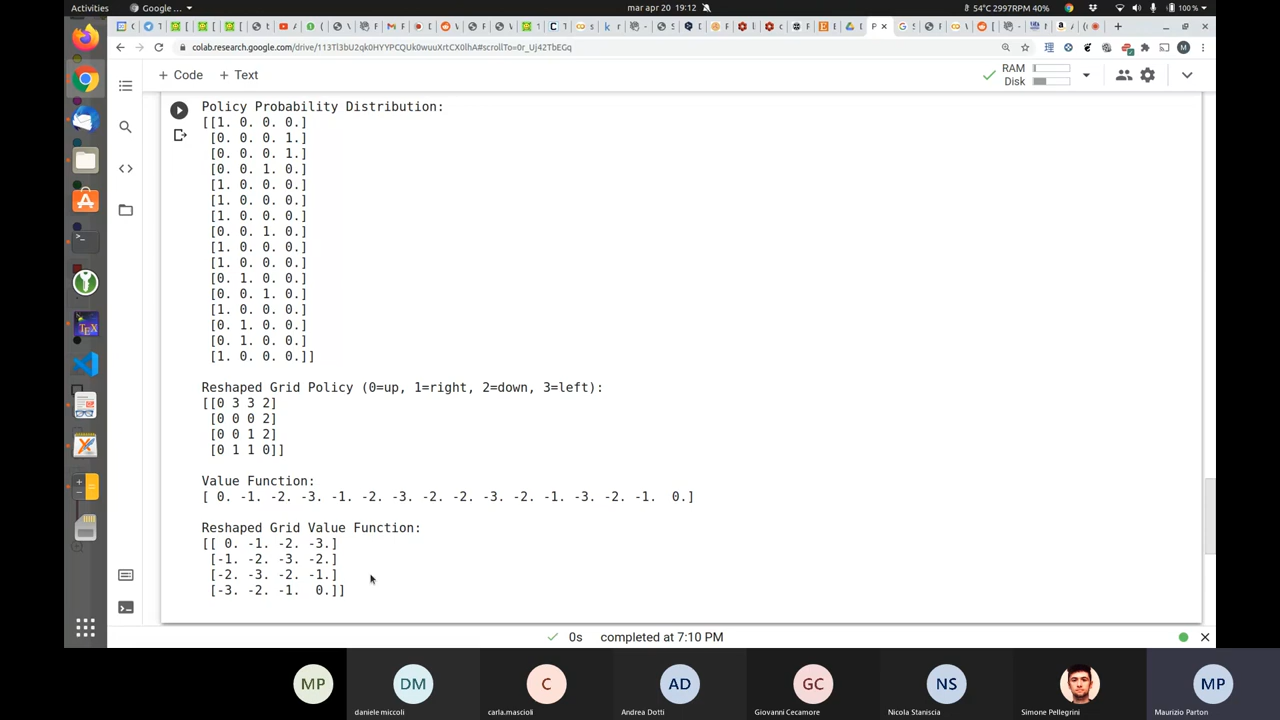 Activities
Google ...
mar apr 20 19:12
54°C 2997RPM 40%
100 %
colab.research.google.com/drive/113Tl3bU2qk0HYYPCQUk0wuuXrtCX0lhA#scrollTo=0r_Uj42TbEGq
+ Code + Text
RAM
Disk
Policy Probability Distribution:
[[1. 0. 0. 0.]
[0. 0. 0. 1.]
[0. 0. 0. 1.]
[0. 0. 1. 0.]
[1. 0. 0. 0.]
[1. 0. 0. 0.]
[1. 0. 0. 0.]
[0. 0. 1. 0.]
[1. 0. 0. 0.]
[1. 0. 0. 0.]
[0. 1. 0. 0.]
[0. 0. 1. 0.]
[1. 0. 0. 0.]
[0. 1. 0. 0.]
[0. 1. 0. 0.]
[1. 0. 0. 0.]]
Reshaped Grid Policy (0=up, 1=right, 2=down, 3=left):
[[0 3 3 2]
[0 0 0 2]
[0 0 1 2]
[0 1 1 0]]
Value Function:
[ 0. -1. -2. -3. -1. -2. -3. -2. -2. -3. -2. -1. -3. -2. -1. 0.]
Reshaped Grid Value Function:
[[ 0. -1. -2. -3.]
[-1. -2. -3. -2.]
[-2. -3. -2. -1.]
[-3. -2. -1. 0.]]
0s completed at 7:10 PM
MP
DM
C
AD
GC
NS
MP
daniele miccoli
carla.mascioli
Andrea Dotti
Giovanni Cecamore
Nicola Staniscia
Simone Pellegrini
Maurizio Parton